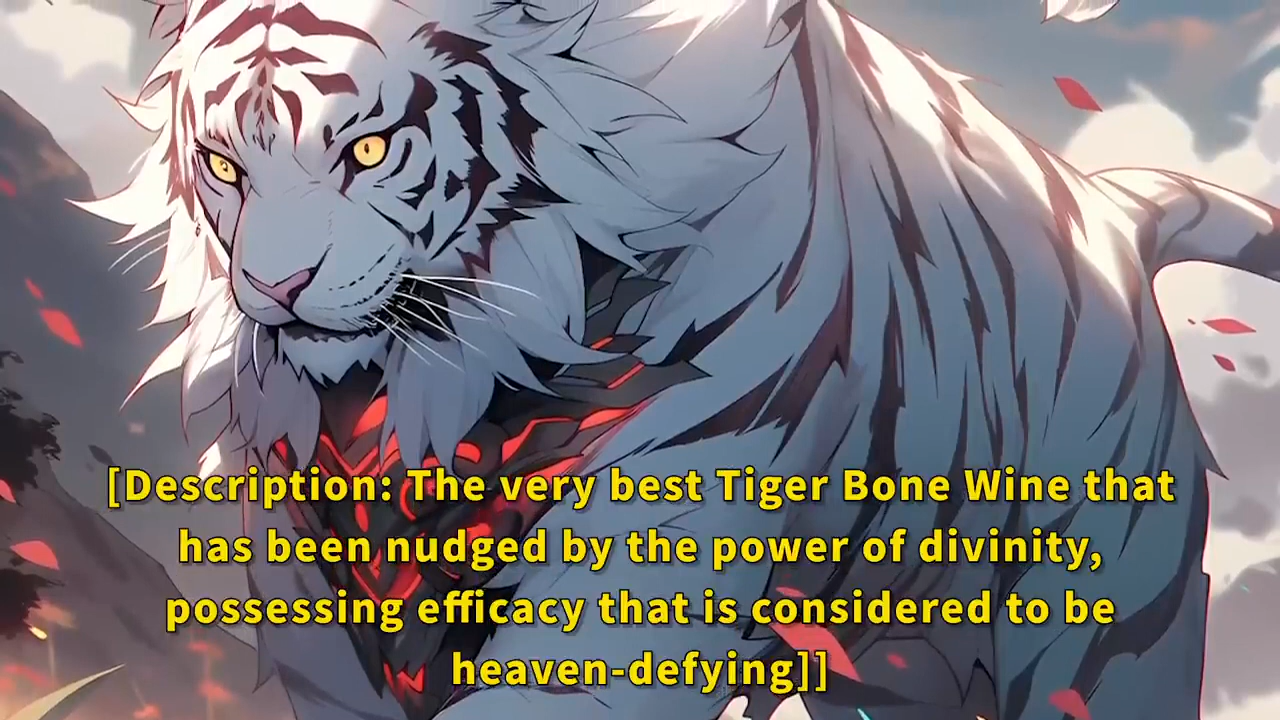 [Description: The very best Tiger Bone Wine that
has been nudged by the power of divinity,
possessing efficacy that is considered to be
heaven-defying]]